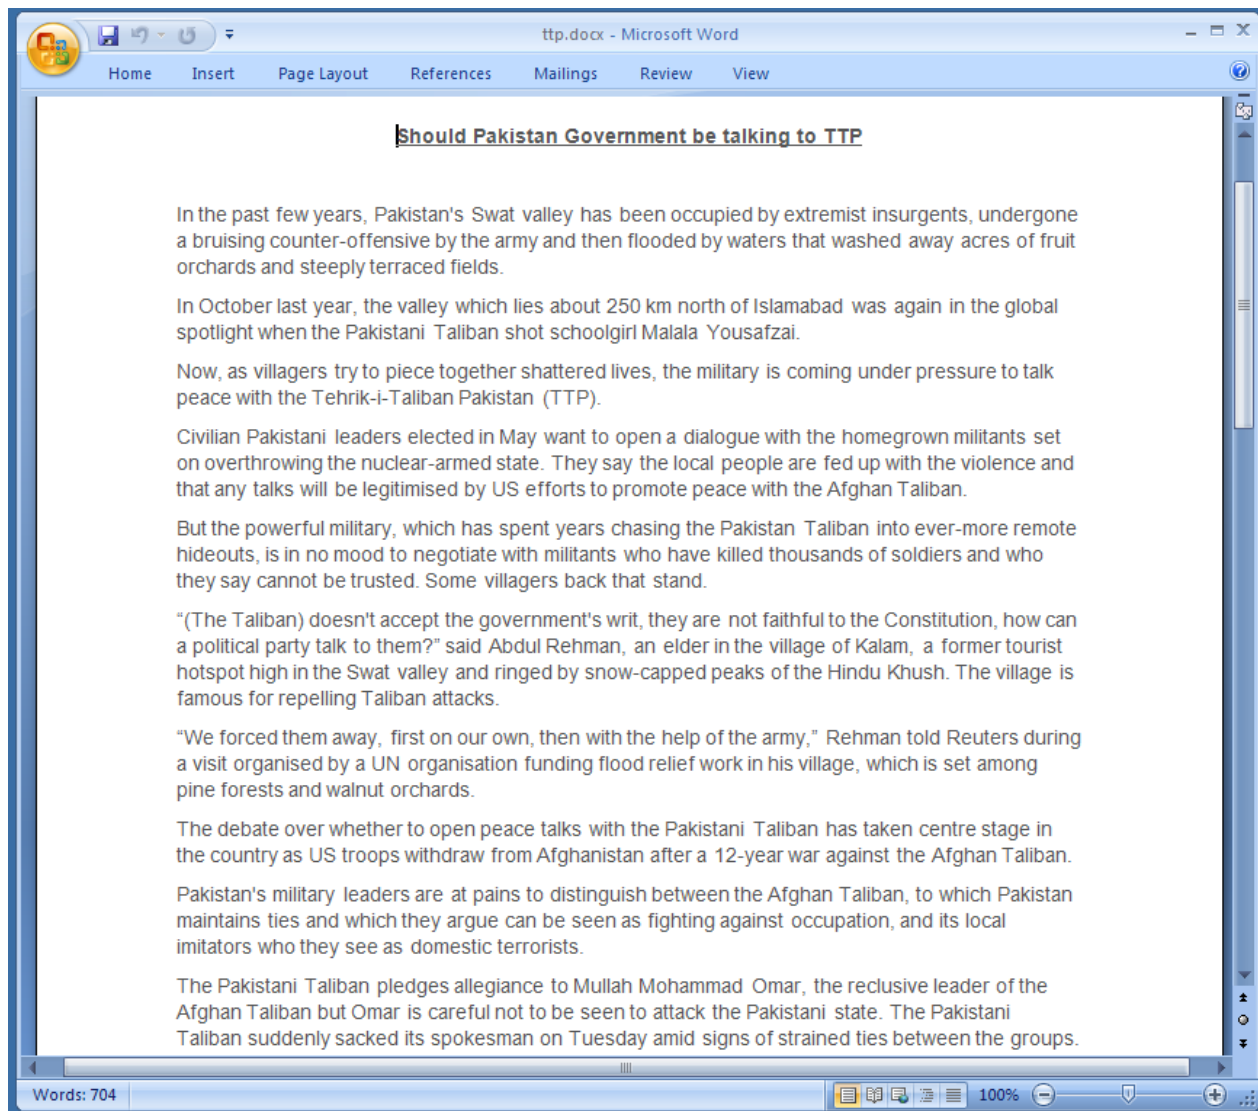 ttp.docx - Microsoft Word
Home Insert Page Layout References Mailings Review View
Should Pakistan Government be talking to TTP
In the past few years, Pakistan's Swat valley has been occupied by extremist insurgents, undergone
a bruising counter-offensive by the army and then flooded by waters that washed away acres of fruit
orchards and steeply terraced fields.
In October last year, the valley which lies about 250 km north of Islamabad was again in the global
spotlight when the Pakistani Taliban shot schoolgirl Malala Yousafzai.
Now, as villagers try to piece together shattered lives, the military is coming under pressure to talk
peace with the Tehrik-i-Taliban Pakistan (TTP).
Civilian Pakistani leaders elected in May want to open a dialogue with the homegrown militants set
on overthrowing the nuclear-armed state. They say the local people are fed up with the violence and
that any talks will be legitimised by US efforts to promote peace with the Afghan Taliban.
But the powerful military, which has spent years chasing the Pakistan Taliban into ever-more remote
hideouts, is in no mood to negotiate with militants who have killed thousands of soldiers and who
they say cannot be trusted. Some villagers back that stand.
“(The Taliban) doesn't accept the government's writ, they are not faithful to the Constitution, how can
a political party talk to them?” said Abdul Rehman, an elder in the village of Kalam, a former tourist
hotspot high in the Swat valley and ringed by snow-capped peaks of the Hindu Khush. The village is
famous for repelling Taliban attacks.
“We forced them away, first on our own, then with the help of the army,” Rehman told Reuters during
a visit organised by a UN organisation funding flood relief work in his village, which is set among
pine forests and walnut orchards.
The debate over whether to open peace talks with the Pakistani Taliban has taken centre stage in
the country as US troops withdraw from Afghanistan after a 12-year war against the Afghan Taliban.
Pakistan's military leaders are at pains to distinguish between the Afghan Taliban, to which Pakistan
maintains ties and which they argue can be seen as fighting against occupation, and its local
imitators who they see as domestic terrorists.
The Pakistani Taliban pledges allegiance to Mullah Mohammad Omar, the reclusive leader of the
Afghan Taliban but Omar is careful not to be seen to attack the Pakistani state. The Pakistani
Taliban suddenly sacked its spokesman on Tuesday amid signs of strained ties between the groups.
Words: 704 100%